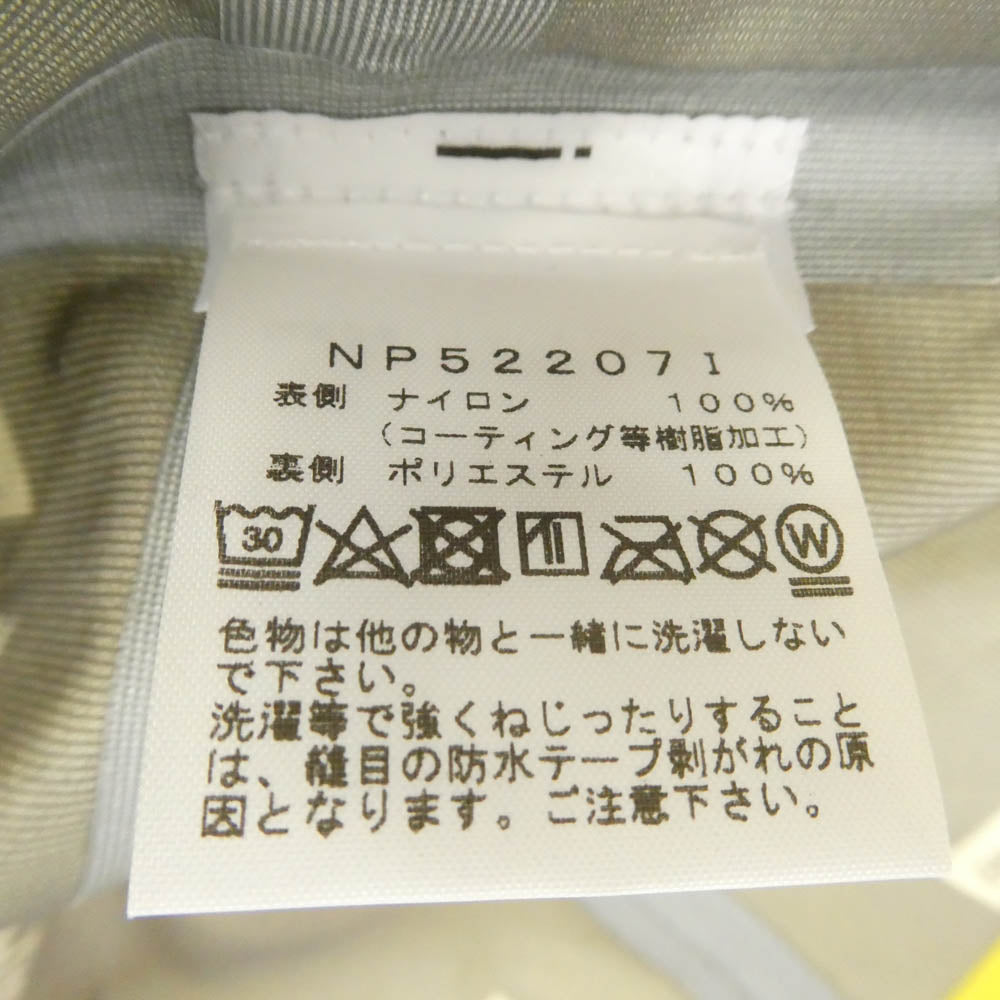 NP52207I
表側 ナイロン 100%
(コーティング等樹脂加工)
裏側 ポリエステル 100%
30 W
色物は他の物と一緒に洗濯しない
で下さい。
洗濯等で強くねじったりすること
は、縫目の防水テープ剥がれの原
因となります。ご注意下さい。